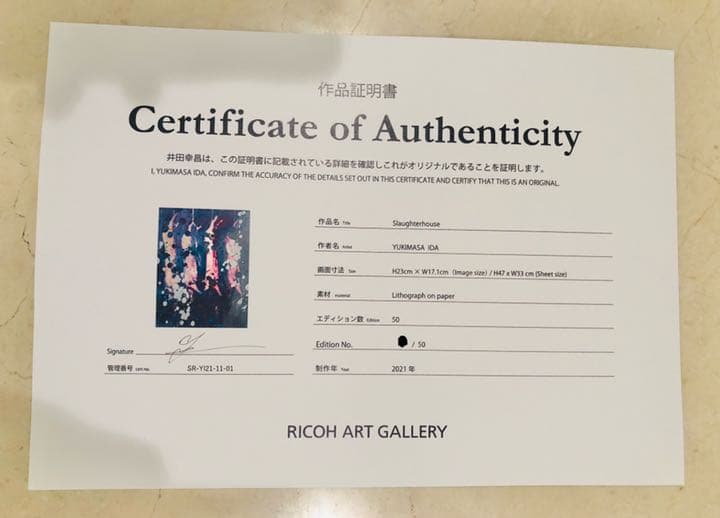 作品証明書
Certificate of Authenticity
井田幸昌は、この証明書に記載されている詳細を確認しこれがオリジナルであることを証明します。
I, YUKIMASA IDA, CONFIRM THE ACCURACY OF THE DETAILS SET OUT IN THIS CERTIFICATE AND CERTIFY THAT THIS IS AN ORIGINAL.
作品名 Title Slaughterhouse
作者名 Artist YUKIMASA IDA
画面寸法 Size H23cm × W17.1cm (Image size) / H47 x W33 cm (Sheet size)
素材 material Lithograph on paper
エディション数 Edition 50
Edition No. / 50
制作年 Year 2021 年
Signature
管理番号 cert.No. SR-YI21-11-01
RICOH ART GALLERY